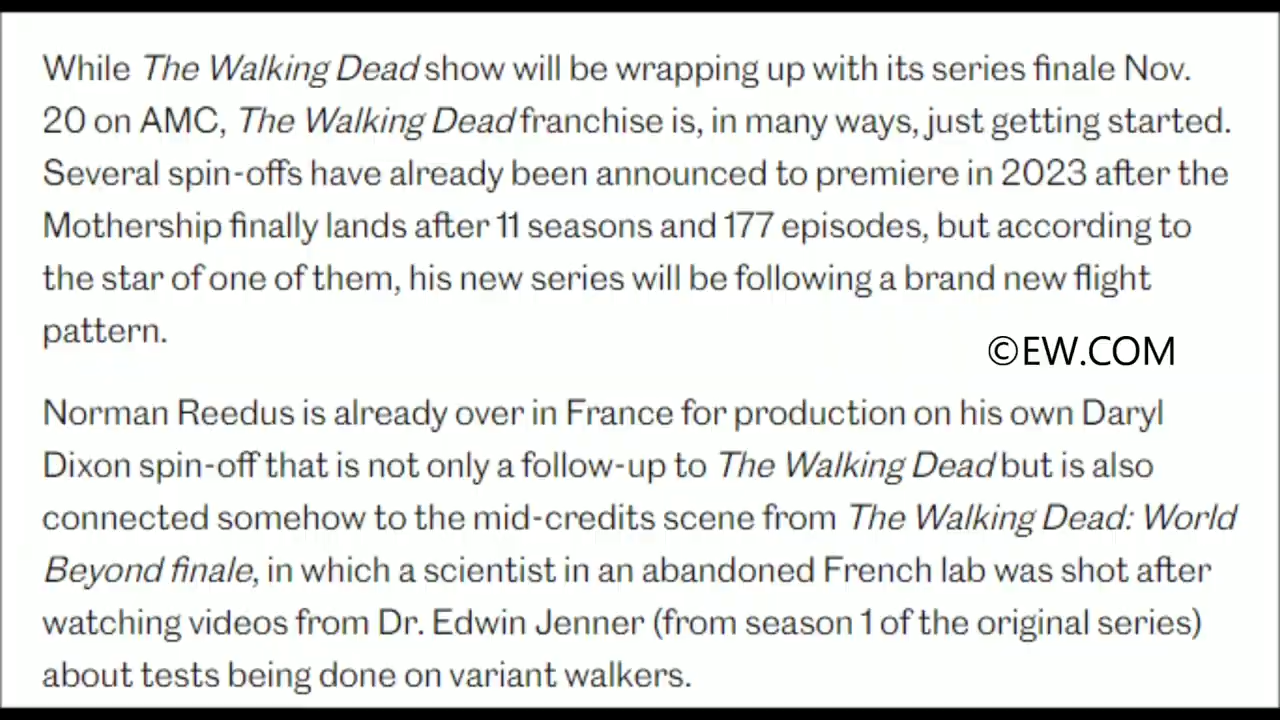 While The Walking Dead show will be wrapping up with its series finale Nov.
20 on AMC, The Walking Dead franchise is, in many ways, just getting started.
Several spin-offs have already been announced to premiere in 2023 after the
Mothership finally lands after 11 seasons and 177 episodes, but according to
the star of one of them, his new series will be following a brand new flight
pattern.
©EW.COM
Norman Reedus is already over in France for production on his own Daryl
Dixon spin-off that is not only a follow-up to The Walking Dead but is also
connected somehow to the mid-credits scene from The Walking Dead: World
Beyond finale, in which a scientist in an abandoned French lab was shot after
watching videos from Dr. Edwin Jenner (from season 1 of the original series)
about tests being done on variant walkers.